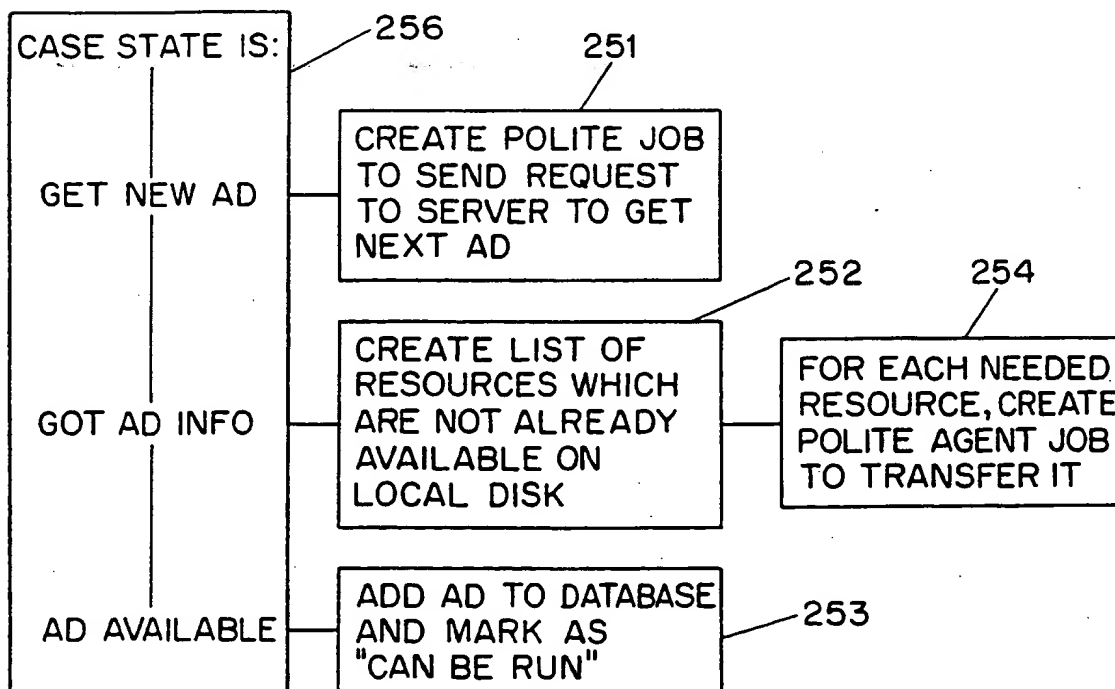 CASE STATE IS:
256
251
GET NEW AD
CREATE POLITE JOB
TO SEND REQUEST
TO SERVER TO GET
NEXT AD
252
254
GOT AD INFO
CREATE LIST OF
RESOURCES WHICH
ARE NOT ALREADY
AVAILABLE ON
LOCAL DISK
FOR EACH NEEDED
RESOURCE, CREATE
POLITE AGENT JOB
TO TRANSFER IT
AD AVAILABLE
ADD AD TO DATABASE
AND MARK AS
"CAN BE RUN"
253